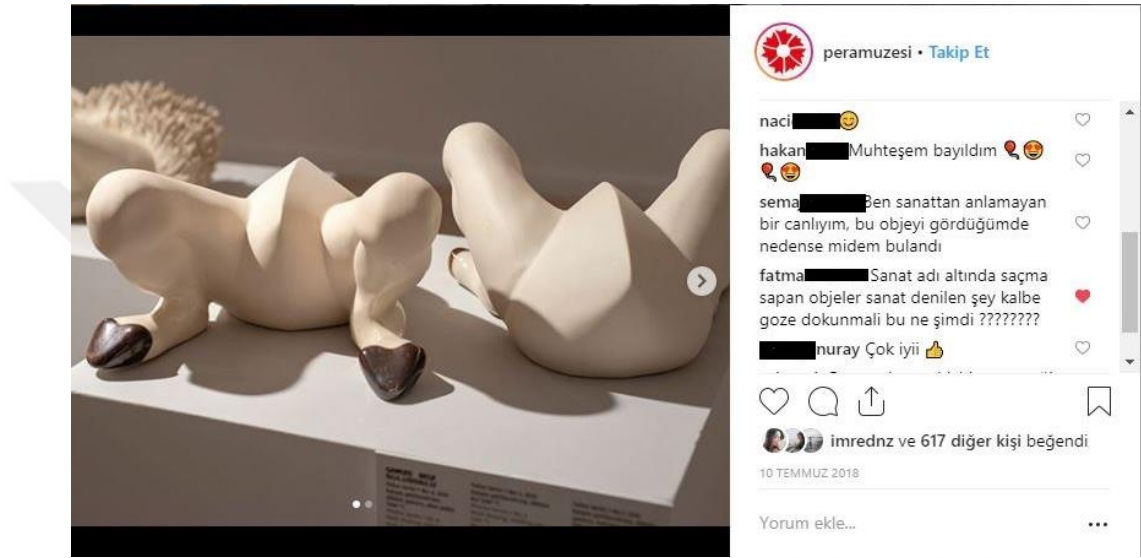 peramuzesi • Takip Et
naci 😊
hakan Muhteşem bayıldım 🎈😍
🎈😍
sema Ben sanattan anlamayan
bir canlıyım, bu objeyi gördüğümde
nedense midem bulandı
fatma Sanat adı altında saçma
sapan objeler sanat denilen şey kalbe
goze dokunmali bu ne şimdi ????????
nuray Çok iyii 👍
imrednz ve 617 diğer kişi beğendi
10 TEMMUZ 2018
Yorum ekle...